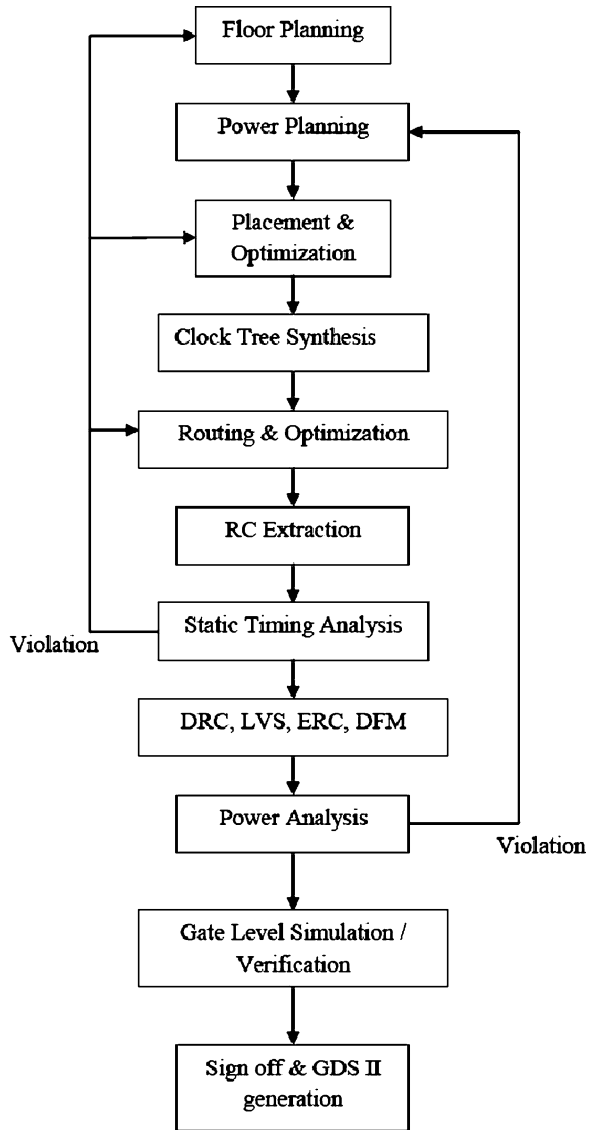 Floor Planning
Power Planning
Placement &
Optimization
Clock Tree Synthesis
Routing & Optimization
RC Extraction
Static Timing Analysis
Violation
DRC, LVS, ERC, DFM
Power Analysis
Violation
Gate Level Simulation /
Verification
Sign off & GDS II
generation